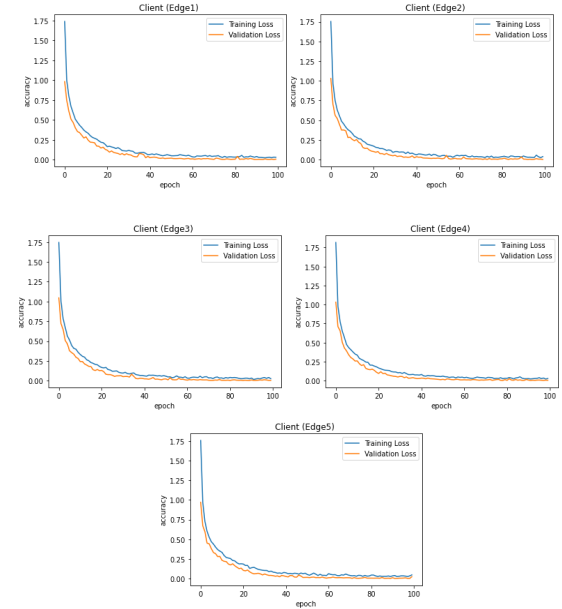 Client (Edge1)
1.75
1.50
1.25
1.00
0.75
0.50
0.25
0.00
accuracy
Training Loss
Validation Loss
0 20 40 60 80 100
epoch
Client (Edge2)
1.75
1.50
1.25
1.00
0.75
0.50
0.25
0.00
accuracy
Training Loss
Validation Loss
0 20 40 60 80 100
epoch
Client (Edge3)
1.75
1.50
1.25
1.00
0.75
0.50
0.25
0.00
accuracy
Training Loss
Validation Loss
0 20 40 60 80 100
epoch
Client (Edge4)
1.75
1.50
1.25
1.00
0.75
0.50
0.25
0.00
accuracy
Training Loss
Validation Loss
0 20 40 60 80 100
epoch
Client (Edge5)
1.75
1.50
1.25
1.00
0.75
0.50
0.25
0.00
accuracy
Training Loss
Validation Loss
0 20 40 60 80 100
epoch